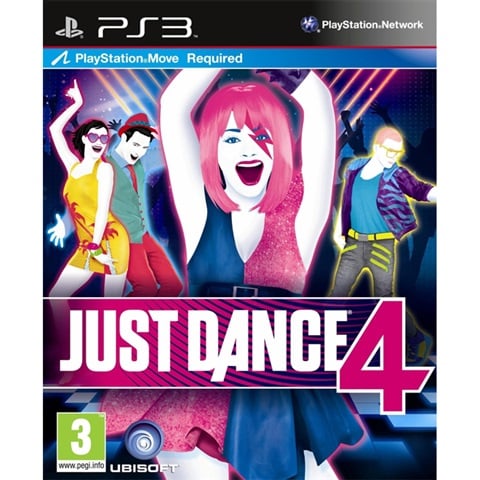 PS3
PlayStation®Network
PlayStation®Move Required
JUST DANCE 4
3
www.pegi.info
UBISOFT